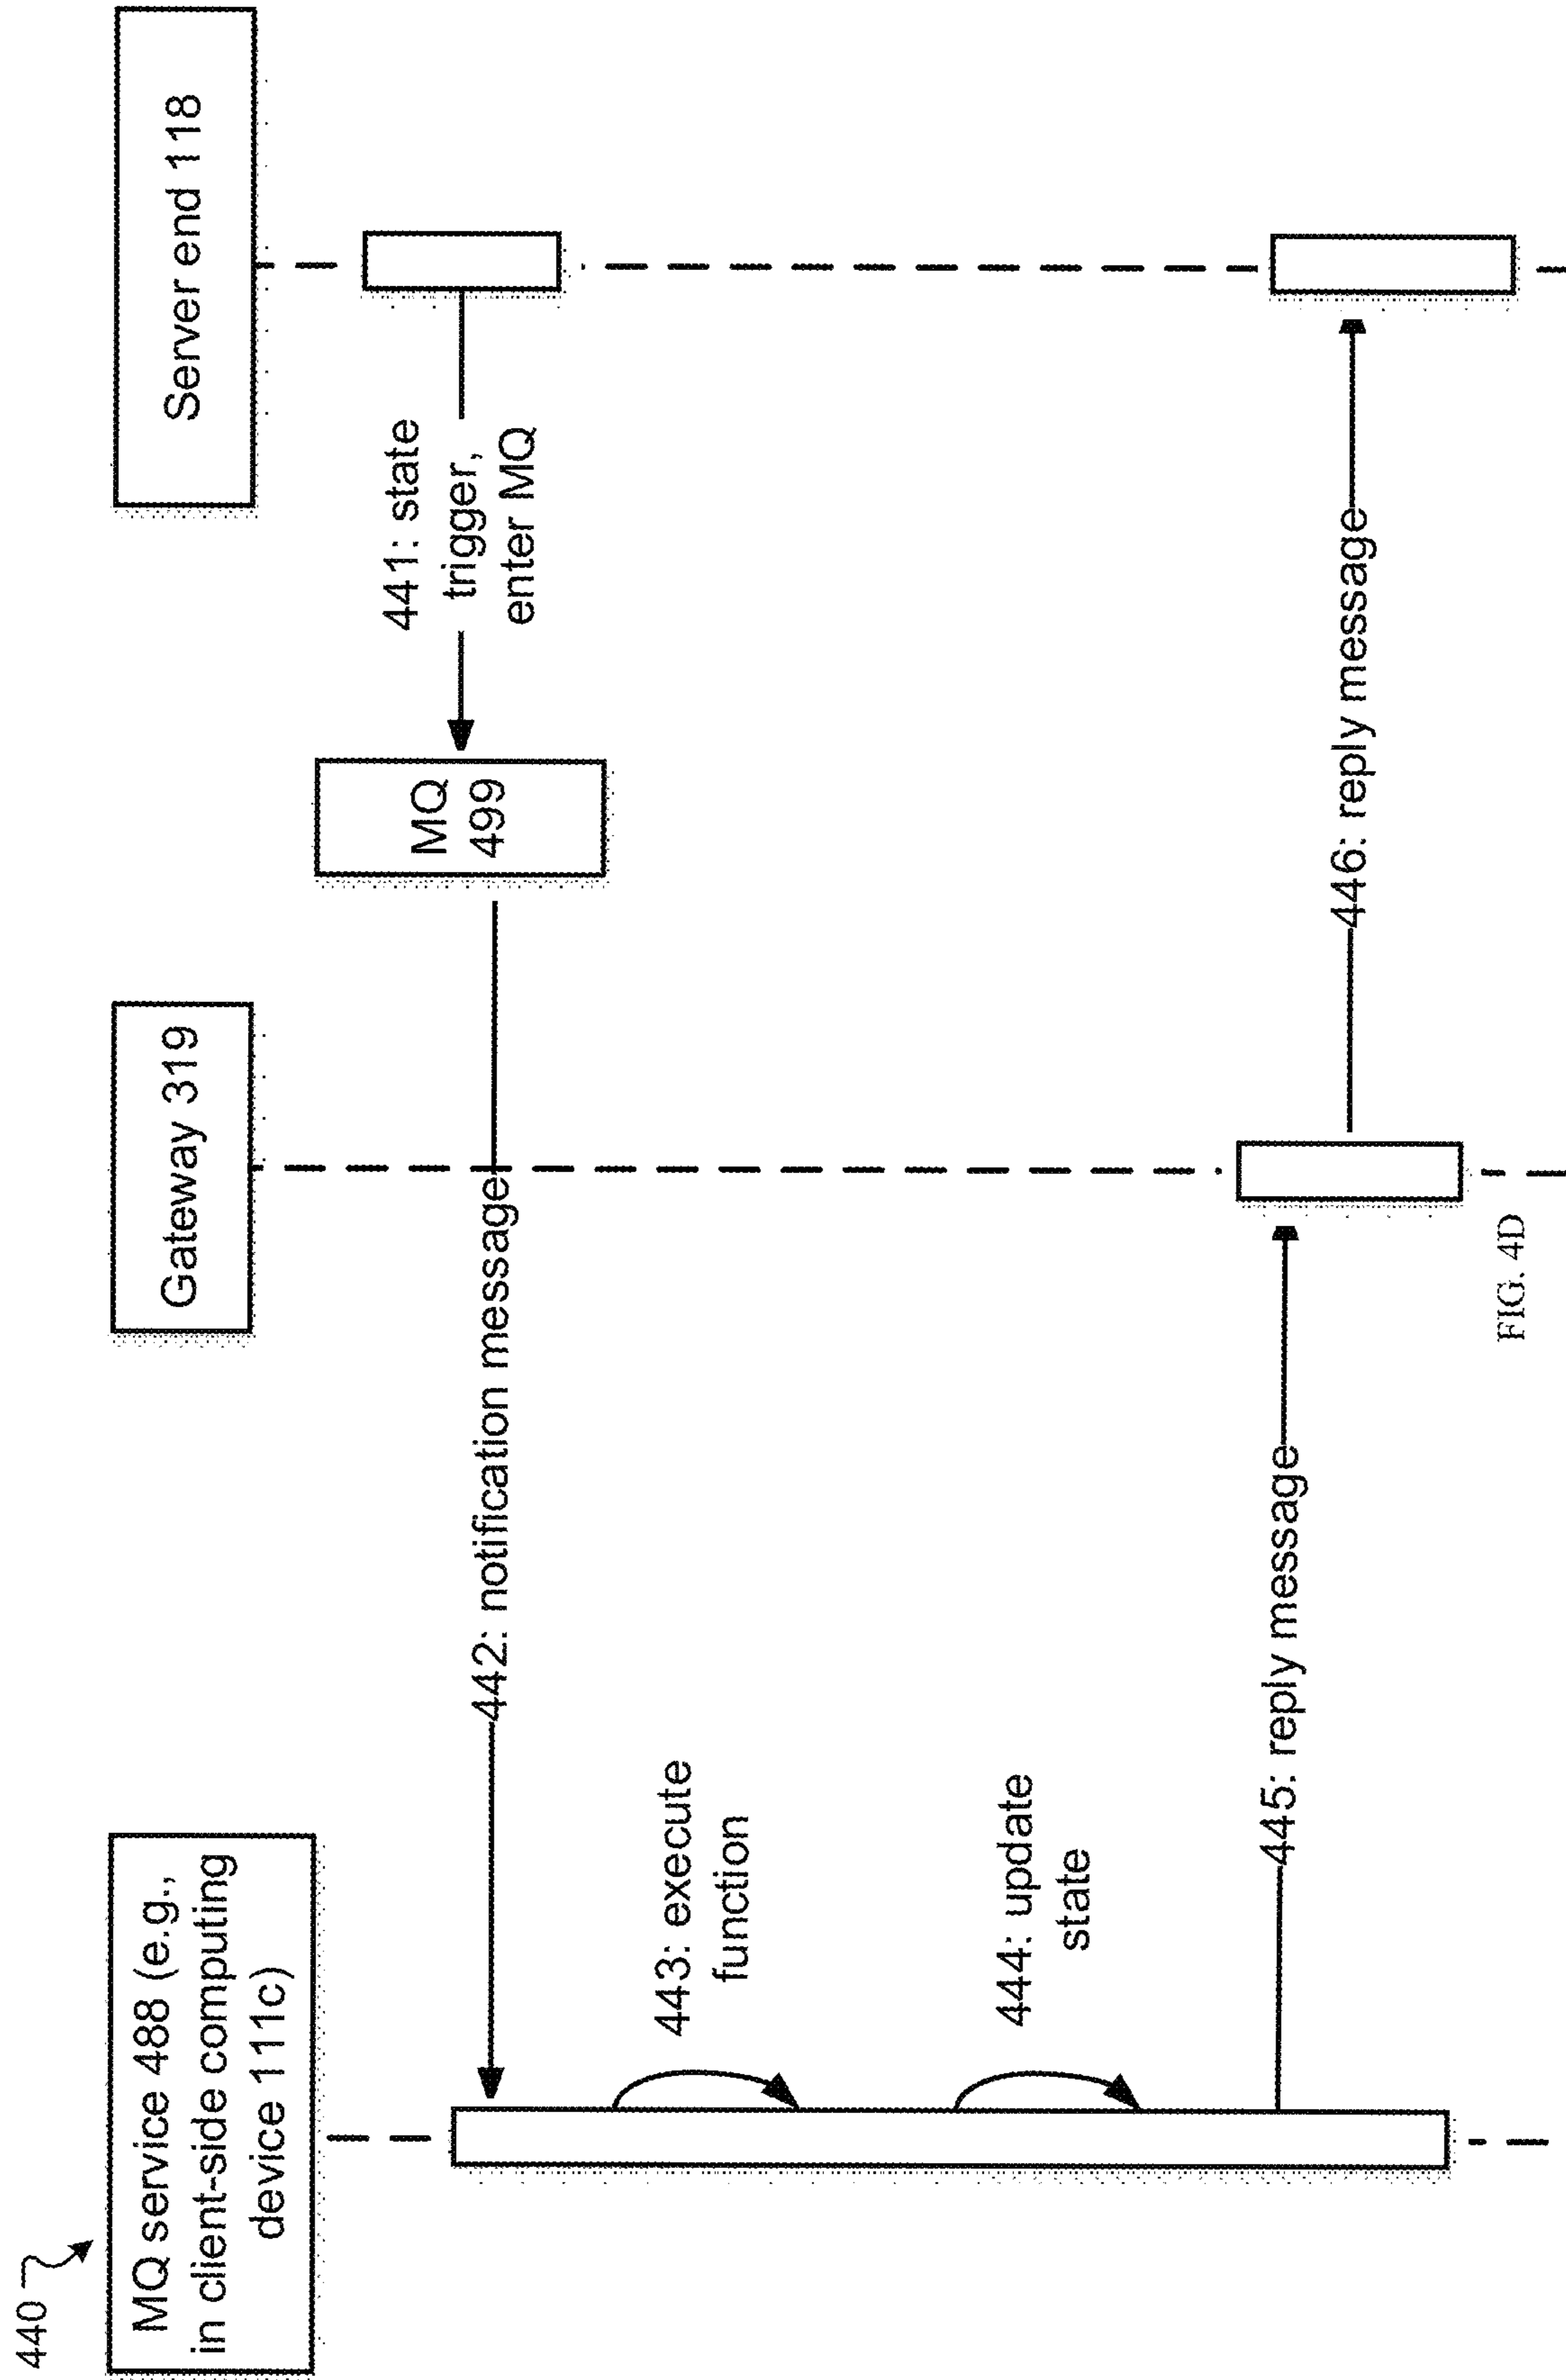 440
MQ service 488 (e.g.,
in client-side computing
device 111c)
Gateway 319
Server end 118
441: state
trigger,
enter MQ
MQ
499
442: notification message
443: execute
function
444: update
state
445: reply message
446: reply message
FIG. 4D